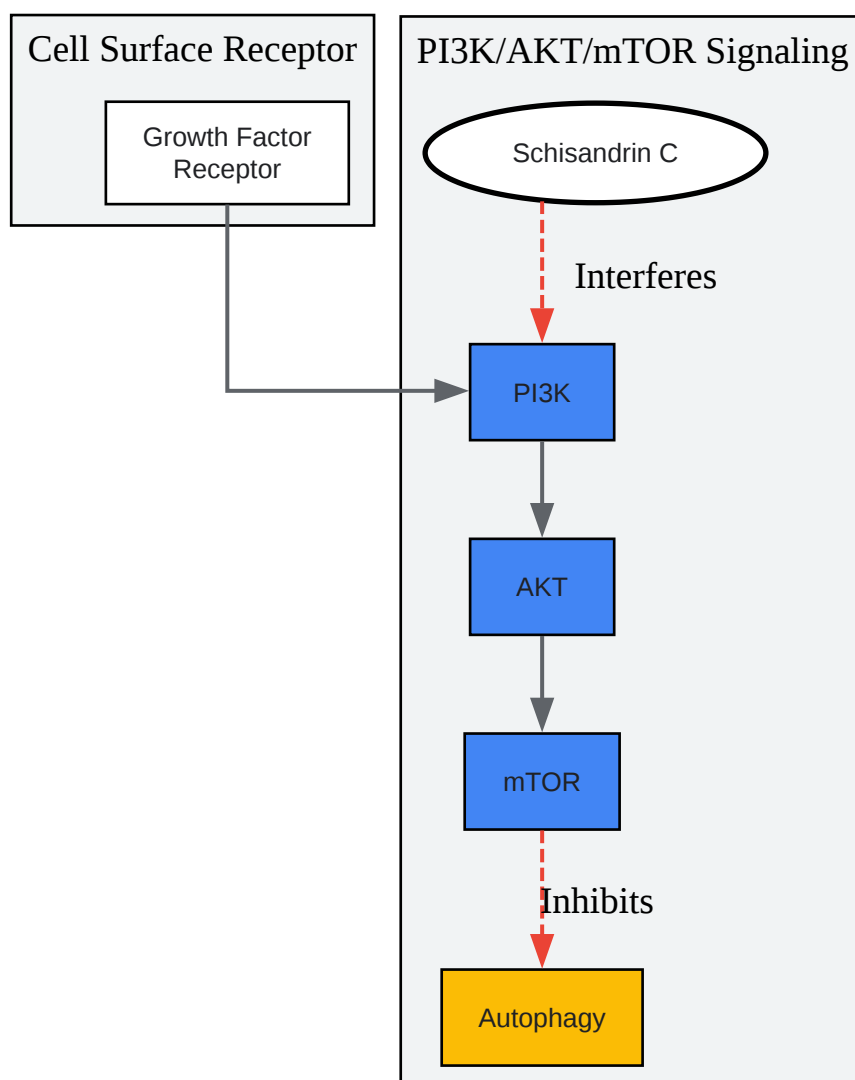 Cell Surface Receptor
Growth Factor
Receptor
PI3K/AKT/mTOR Signaling
Schisandrin C
Interferes
PI3K
AKT
mTOR
Inhibits
Autophagy